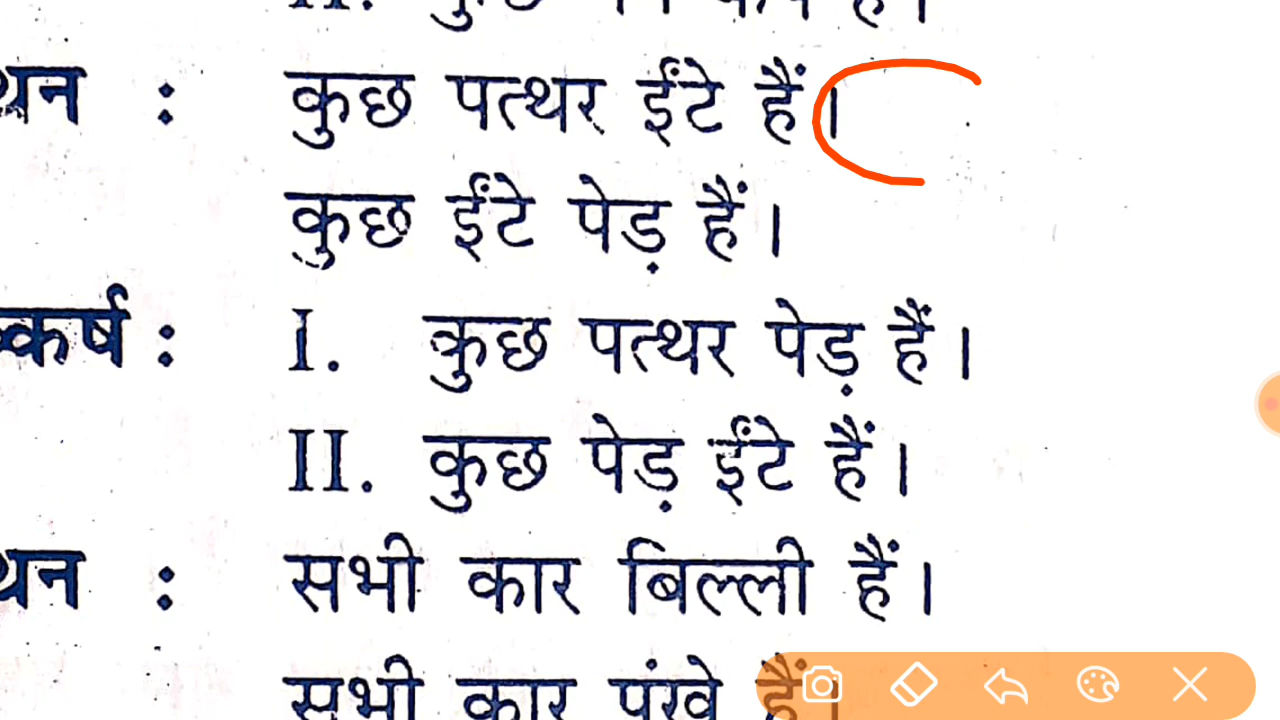 थन : कुछ पत्थर ईंटे हैं।
कुछ ईंटे पेड़ हैं।
कर्ष : I. कुछ पत्थर पेड़ हैं।
II. कुछ पेड़ ईंटे हैं।
थन : सभी कार बिल्ली हैं।
सभी कार पंखे हैं।